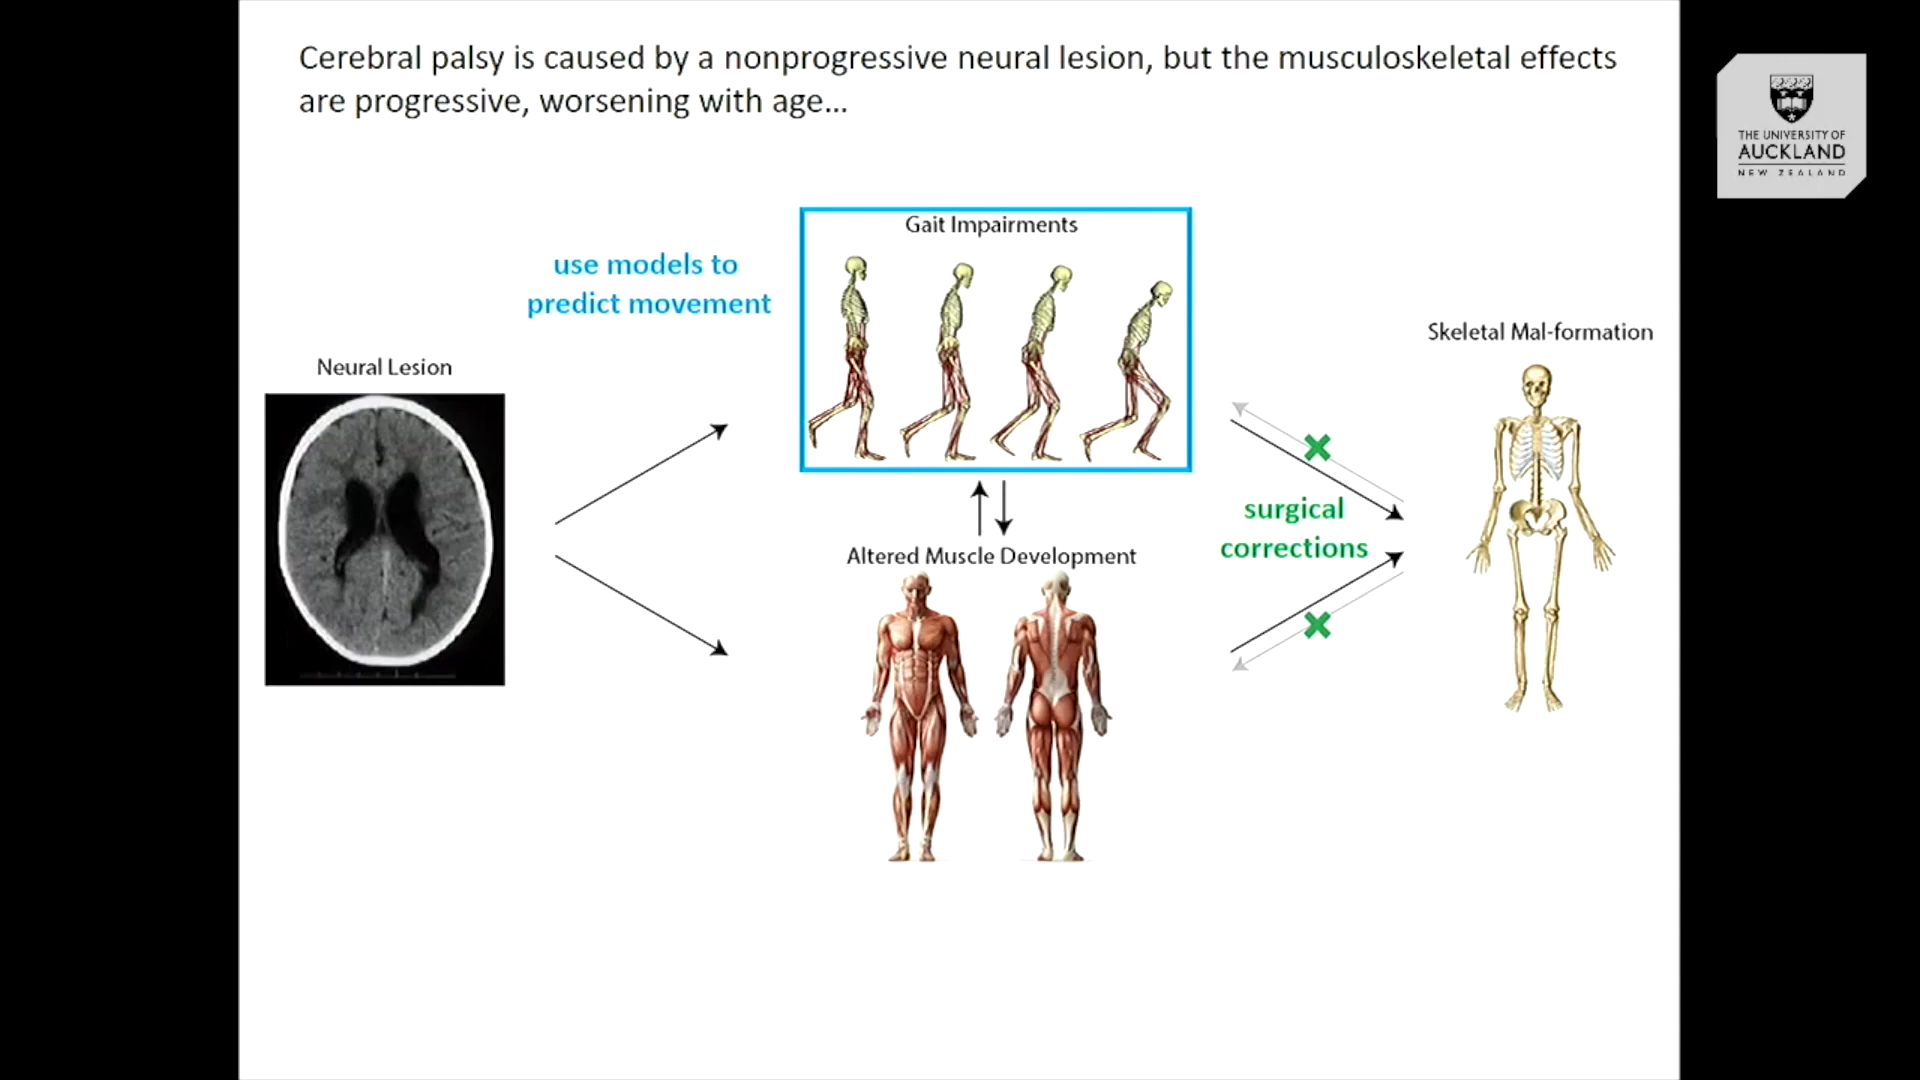 Cerebral palsy is caused by a nonprogressive neural lesion, but the musculoskeletal effects
are progressive, worsening with age...
THE UNIVERSITY OF
AUCKLAND
NEW ZEALAND
Gait Impairments
use models to
predict movement
Skeletal Mal-formation
Neural Lesion
surgical
corrections
Altered Muscle Development